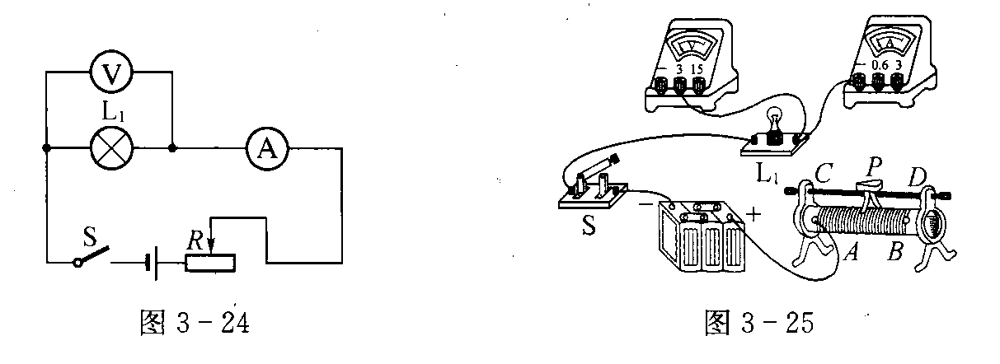 V
L1
A
S
R
图 3-24
V
- 3 15
A
- 0.6 3
L1
S
- +
C P D
A B
图 3-25